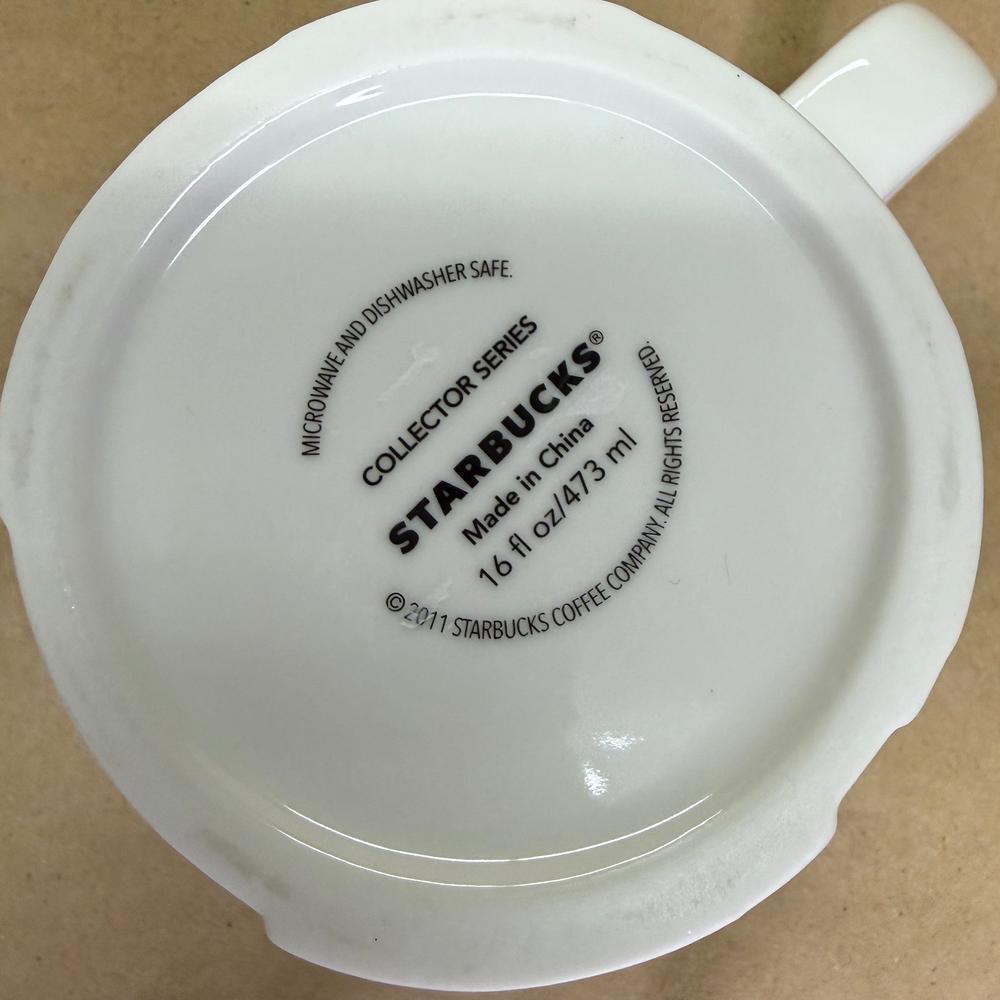 MICROWAVE AND DISHWASHER SAFE.
COLLECTOR SERIES
STARBUCKS®
Made in China
16 fl oz/473 ml
© 2011 STARBUCKS COFFEE COMPANY. ALL RIGHTS RESERVED.